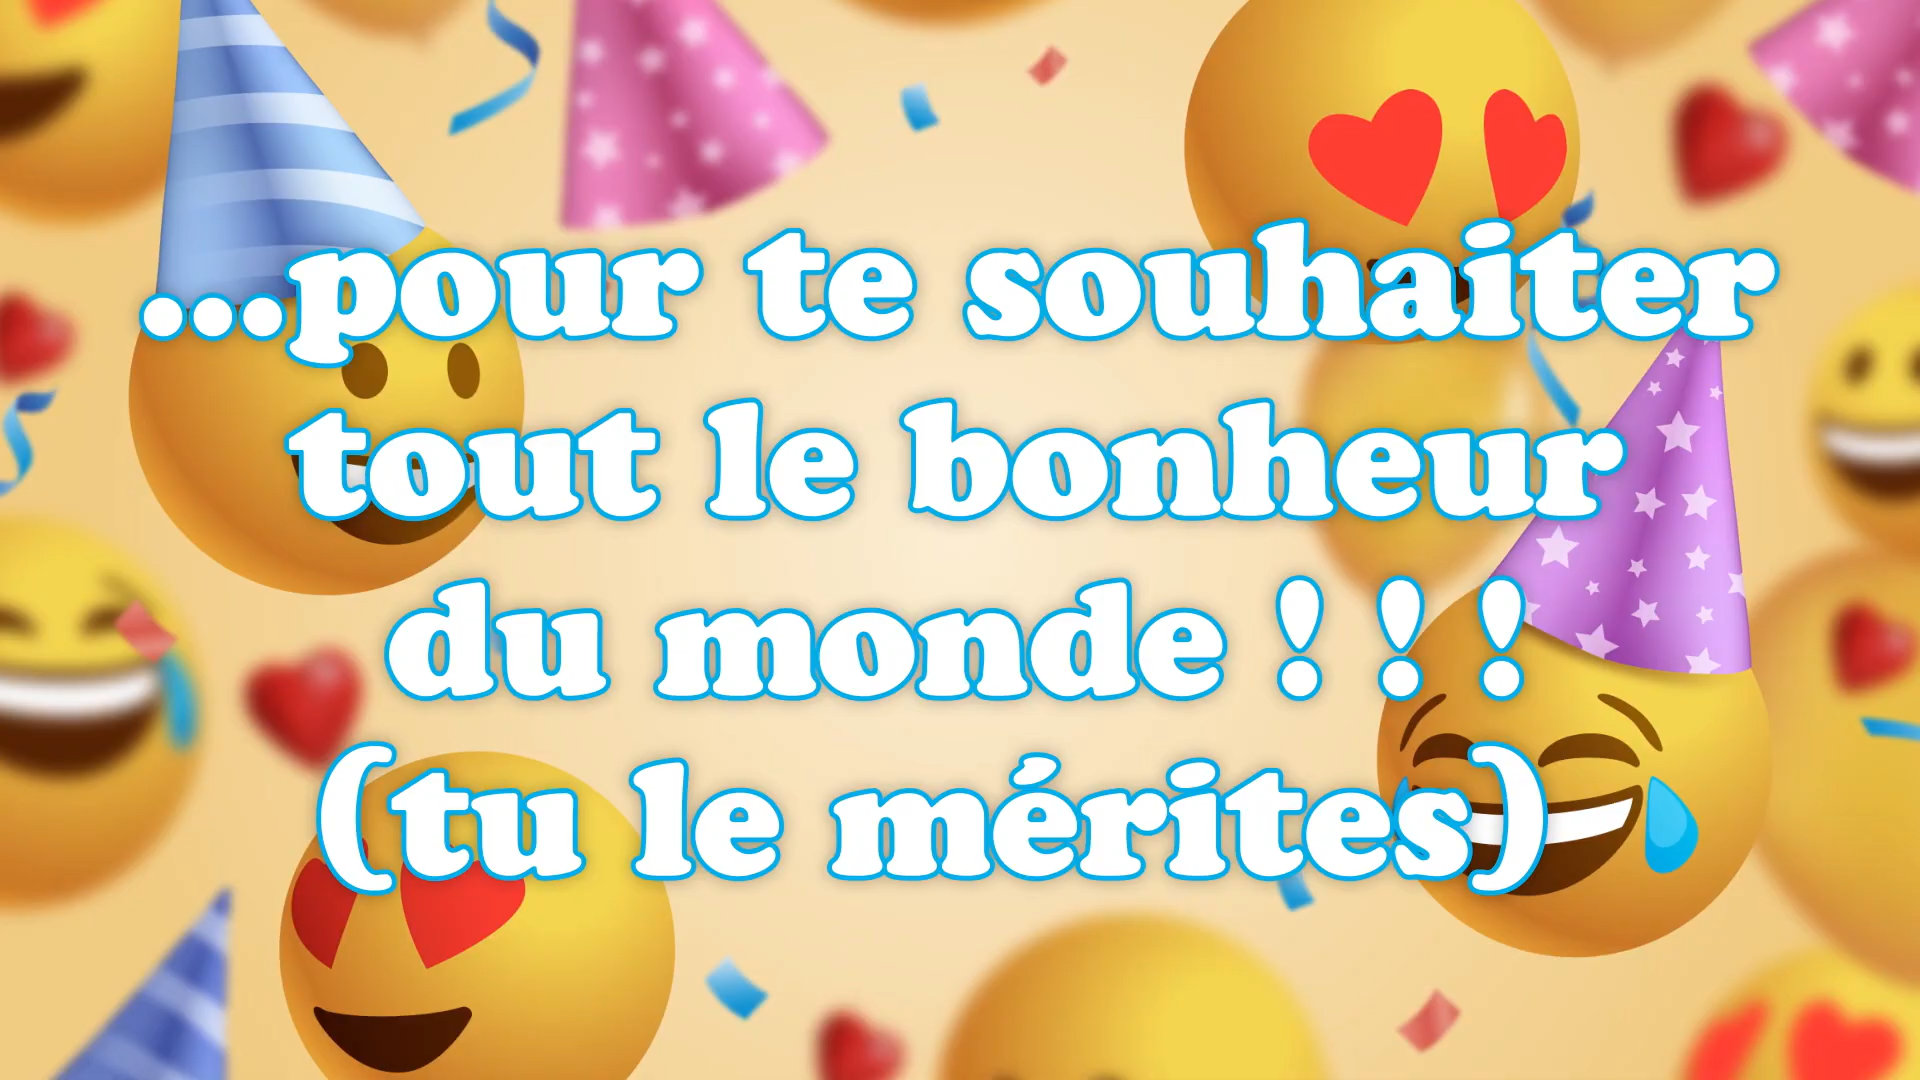 ...pour te souhaiter
tout le bonheur
du monde ! ! !
(tu le mérites)